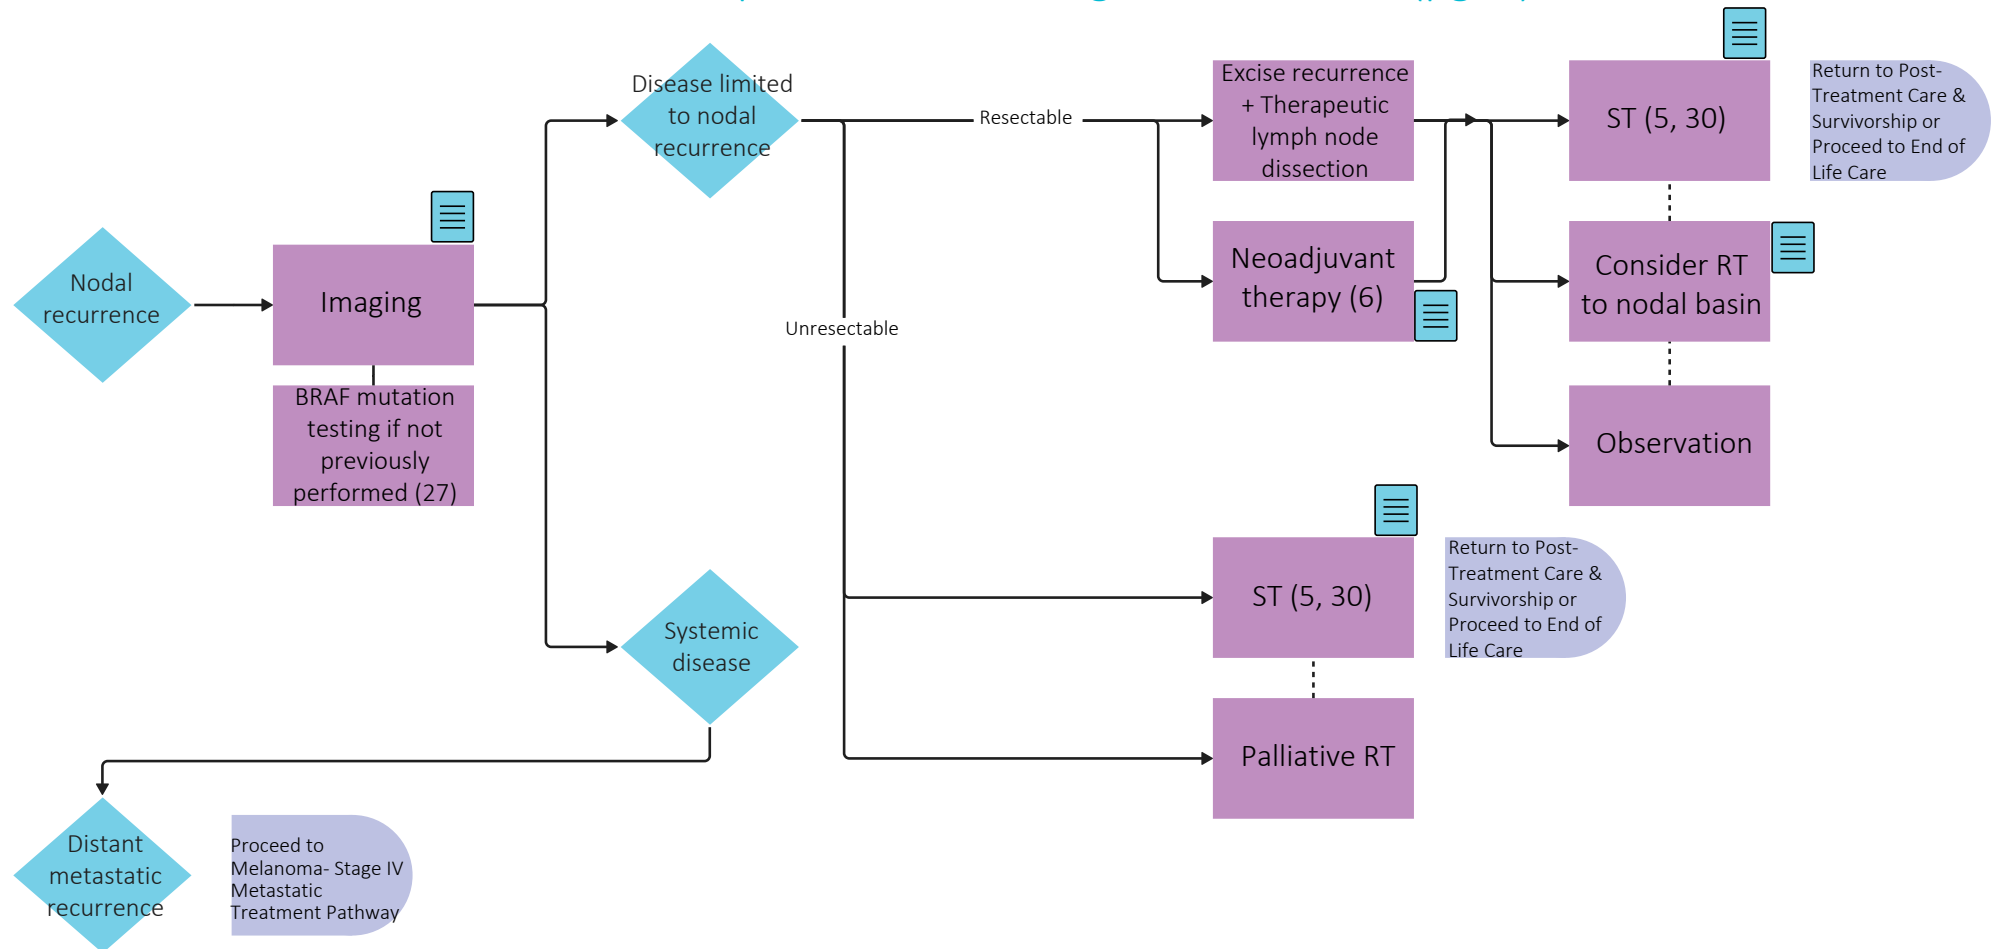 Disease limited
to nodal
recurrence
Resectable
Excise recurrence
+ Therapeutic
lymph node
dissection
ST (5, 30)
Return to Post-
Treatment Care &
Survivorship or
Proceed to End of
Life Care
Nodal
recurrence
Imaging
Neoadjuvant
therapy (6)
Consider RT
to nodal basin
Unresectable
BRAF mutation
testing if not
previously
performed (27)
Observation
ST (5, 30)
Return to Post-
Treatment Care &
Survivorship or
Proceed to End of
Life Care
Systemic
disease
Palliative RT
Distant
metastatic
recurrence
Proceed to
Melanoma- Stage IV
Metastatic
Treatment Pathway